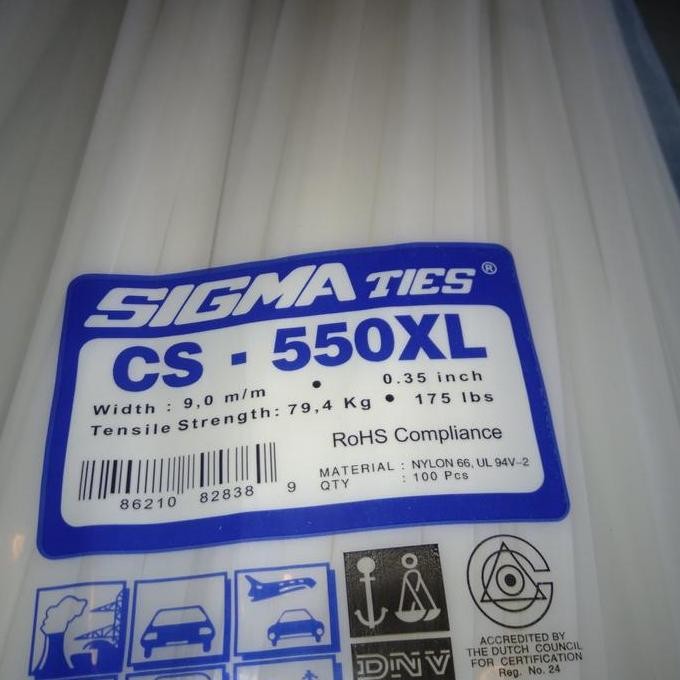 SIGMA TIES®
CS - 550XL
Width : 9,0 m/m • 0.35 inch
Tensile Strength: 79,4 Kg • 175 lbs
RoHS Compliance
MATERIAL : NYLON 66, UL 94V-2
QTY : 100 Pcs
86210 82838 9
DNV
ACCREDITED BY
THE DUTCH COUNCIL
FOR CERTIFICATION
Reg. No. 24